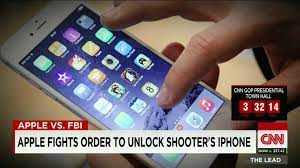 CNN GOP PRESIDENTIAL
TOWN HALL
3 32 14
APPLE VS. FBI
APPLE FIGHTS ORDER TO UNLOCK SHOOTER'S IPHONE
CNN
THE LEAD